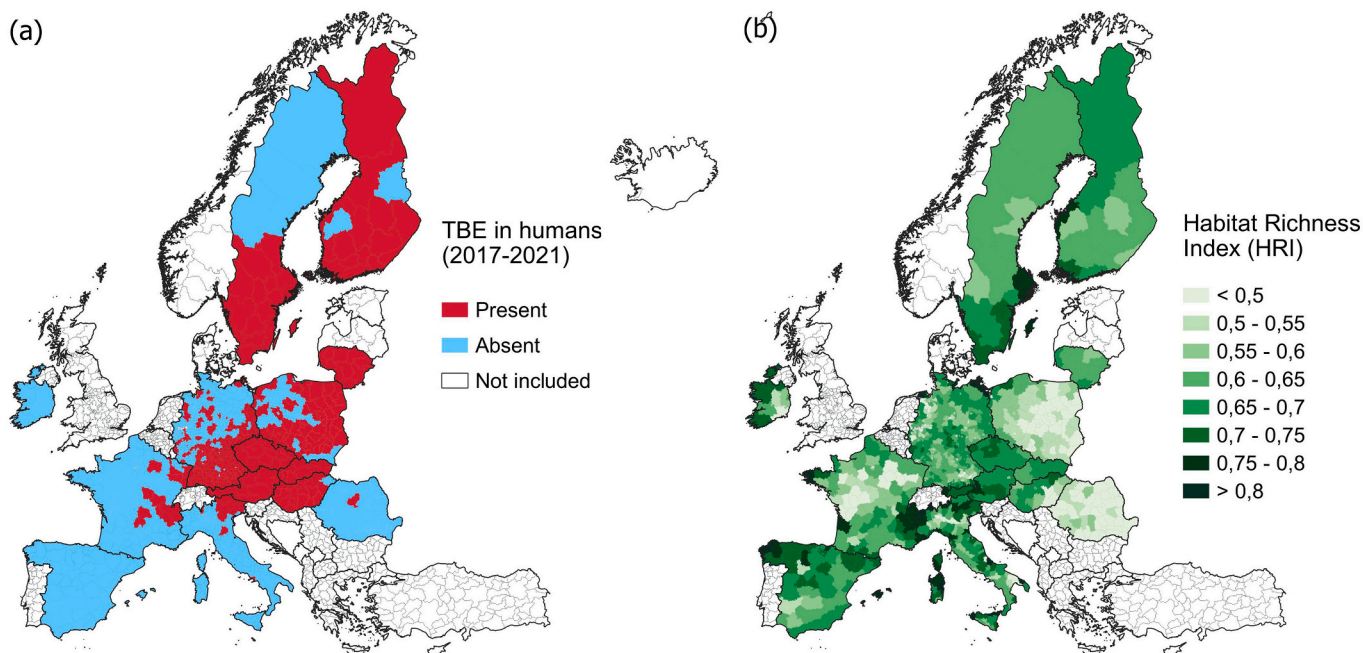 (a)
TBE in humans
(2017-2021)
Present
Absent
Not included
(b)
Habitat Richness
Index (HRI)
< 0,5
0,5 - 0,55
0,55 - 0,6
0,6 - 0,65
0,65 - 0,7
0,7 - 0,75
0,75 - 0,8
> 0,8